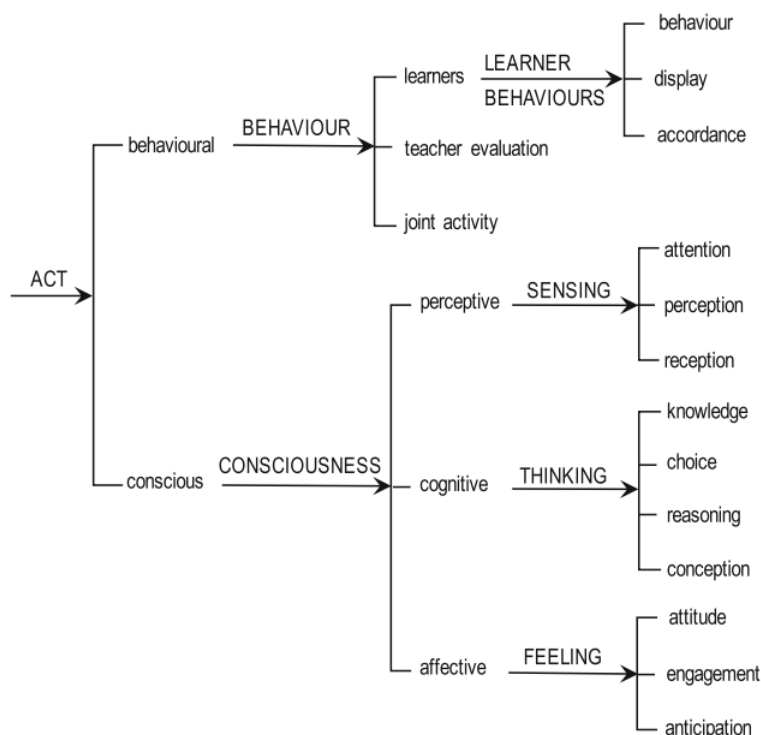 behaviour
learners
LEARNER
BEHAVIOURS
display
accordance
behavioural
BEHAVIOUR
teacher evaluation
joint activity
ACT
attention
perceptive
SENSING
perception
reception
knowledge
conscious
CONSCIOUSNESS
cognitive
THINKING
choice
reasoning
conception
attitude
affective
FEELING
engagement
anticipation